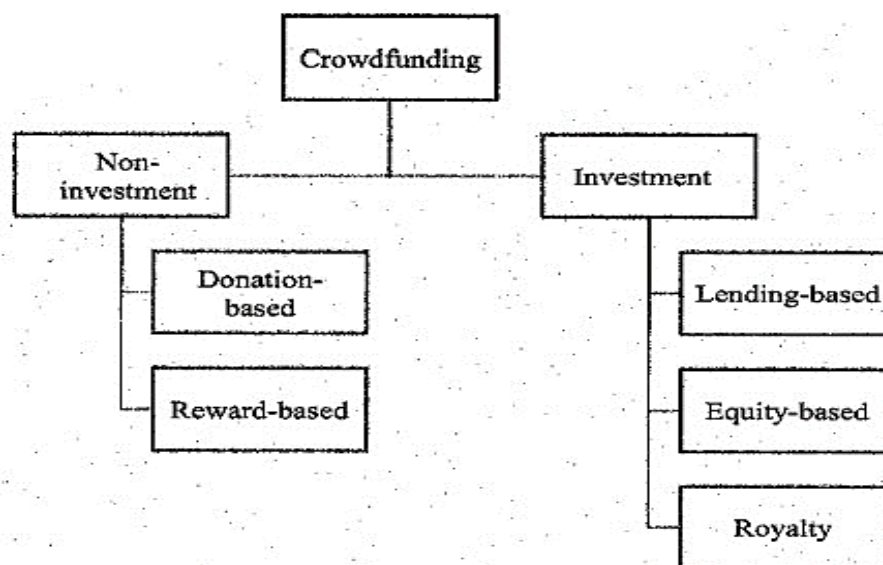 Crowdfunding
Non-
investment
Investment
Donation-
based
Lending-based
Reward-based
Equity-based
Royalty